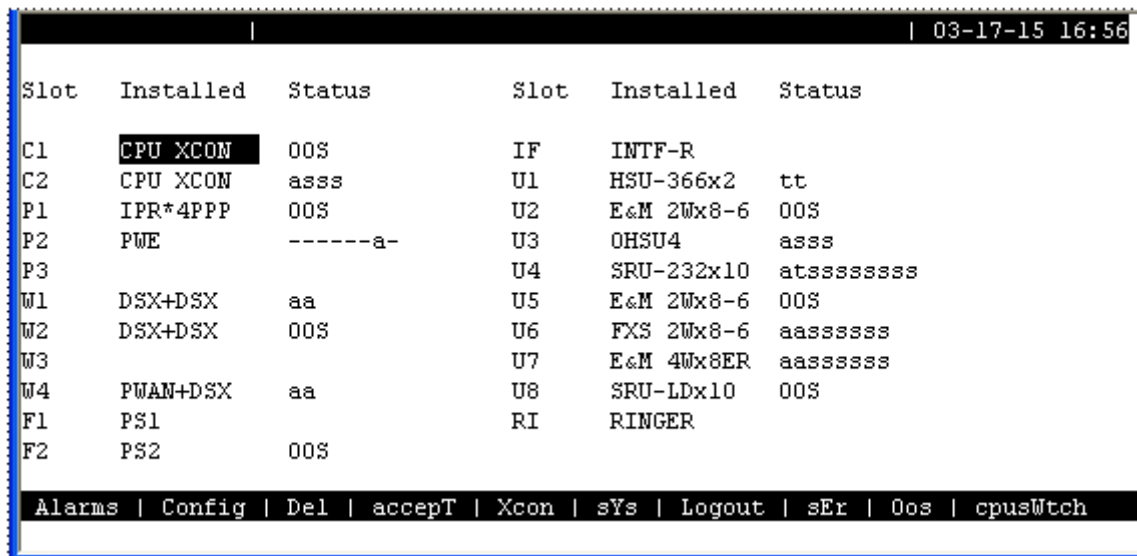 | | 03-17-15 16:56
Slot Installed Status Slot Installed Status
C1 CPU XCON OOS IF INTF-R
C2 CPU XCON asss U1 HSU-366x2 tt
P1 IPR*4PPP OOS U2 E&M 2Wx8-6 OOS
P2 PWE ------a- U3 OHSU4 asss
P3 U4 SRU-232x10 atssssssss
W1 DSX+DSX aa U5 E&M 2Wx8-6 OOS
W2 DSX+DSX OOS U6 FXS 2Wx8-6 aassssss
W3 U7 E&M 4Wx8ER aassssss
W4 PWAN+DSX aa U8 SRU-LDx10 OOS
F1 PS1 RI RINGER
F2 PS2 OOS
Alarms | Config | Del | accepT | Xcon | sYs | Logout | sEr | Oos | cpusWtch